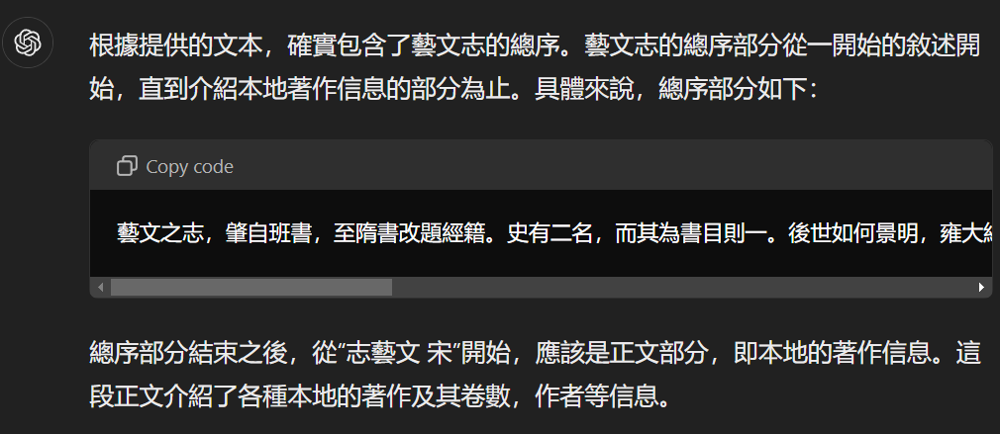 根據提供的文本，確實包含了藝文志的總序。藝文志的總序部分從一開始的敘述開
始，直到介紹本地著作信息的部分為止。具體來說，總序部分如下：
Copy code
藝文之志，肇自班書，至隋書改題經籍。史有二名，而其為書目則一。後世如何景明，雍大
總序部分結束之後，從“志藝文 宋”開始，應該是正文部分，即本地的著作信息。這
段正文介紹了各種本地的著作及其卷數，作者等信息。